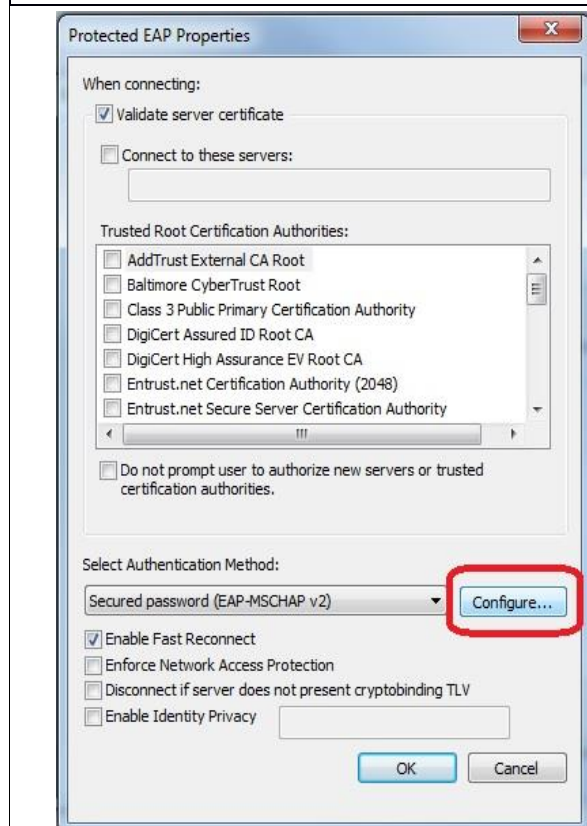 Protected EAP Properties
When connecting:
Validate server certificate
Connect to these servers:
Trusted Root Certification Authorities:
AddTrust External CA Root
Baltimore CyberTrust Root
Class 3 Public Primary Certification Authority
DigiCert Assured ID Root CA
DigiCert High Assurance EV Root CA
Entrust.net Certification Authority (2048)
Entrust.net Secure Server Certification Authority
Do not prompt user to authorize new servers or trusted
certification authorities.
Select Authentication Method:
Secured password (EAP-MSCHAP v2) Configure...
Enable Fast Reconnect
Enforce Network Access Protection
Disconnect if server does not present cryptobinding TLV
Enable Identity Privacy
OK Cancel